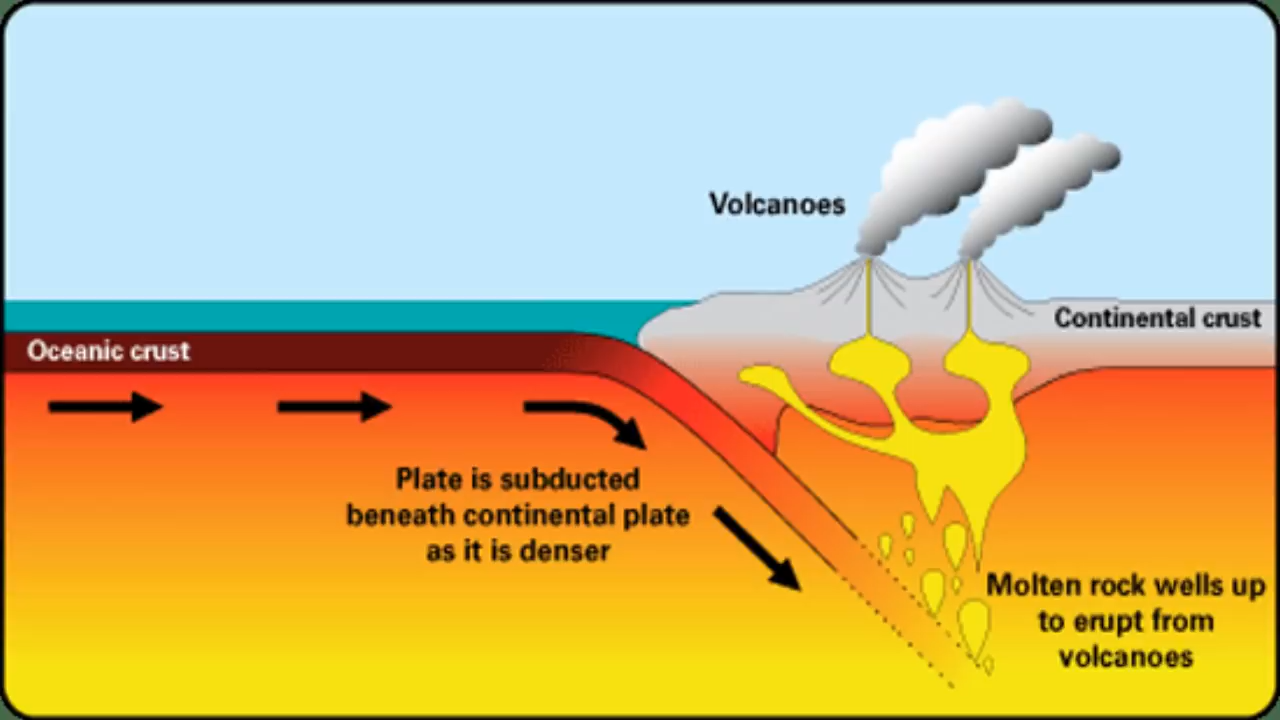 Volcanoes
Continental crust
Oceanic crust
Plate is subducted
beneath continental plate
as it is denser
Molten rock wells up
to erupt from
volcanoes